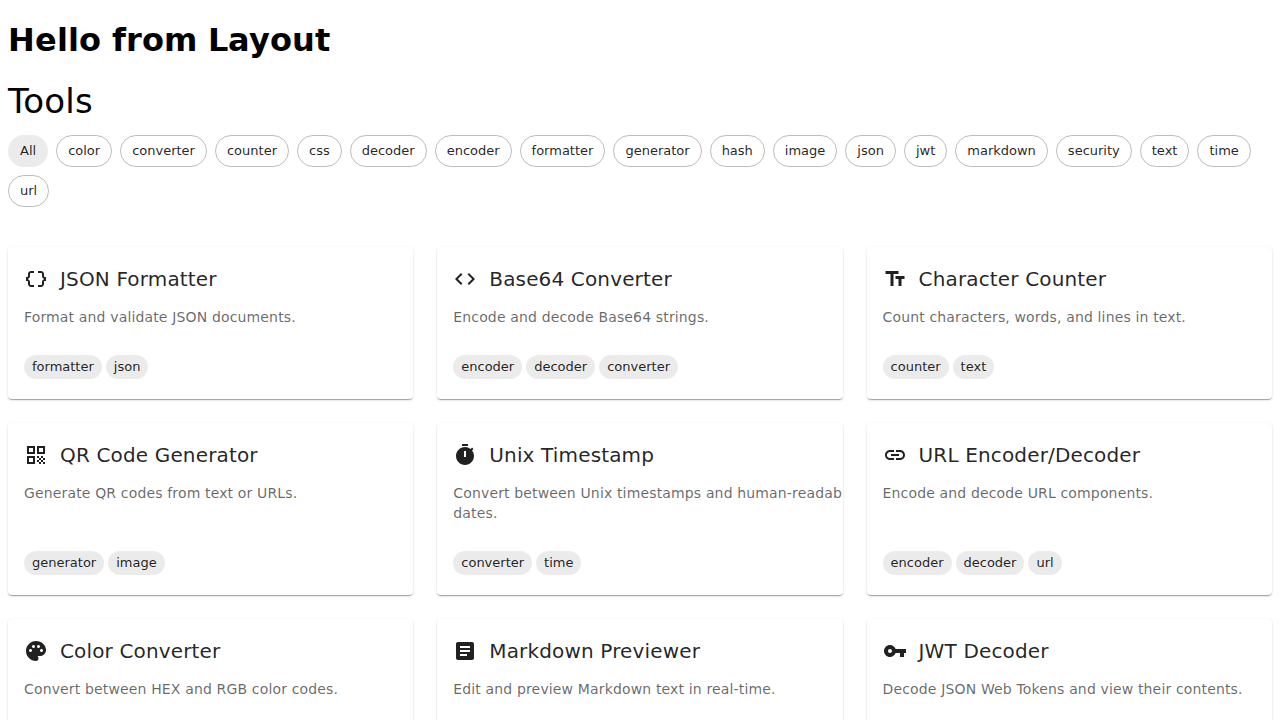 Hello from Layout
Tools
All color converter counter css decoder encoder formatter generator hash image json jwt markdown security text time
url
JSON Formatter
Format and validate JSON documents.
formatter json
Base64 Converter
Encode and decode Base64 strings.
encoder decoder converter
Character Counter
Count characters, words, and lines in text.
counter text
QR Code Generator
Generate QR codes from text or URLs.
generator image
Unix Timestamp
Convert between Unix timestamps and human-readab
dates.
converter time
URL Encoder/Decoder
Encode and decode URL components.
encoder decoder url
Color Converter
Convert between HEX and RGB color codes.
Markdown Previewer
Edit and preview Markdown text in real-time.
JWT Decoder
Decode JSON Web Tokens and view their contents.